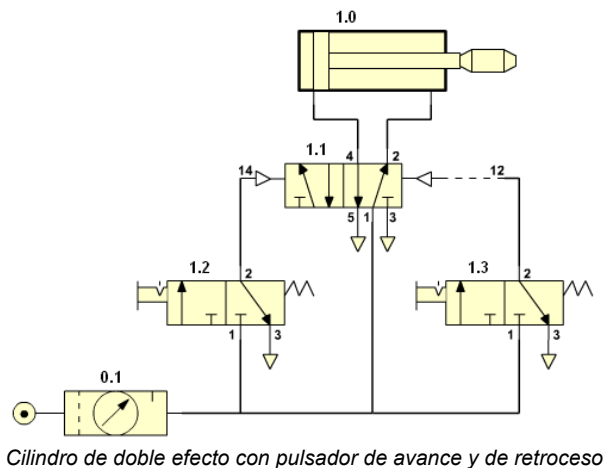 1.0
1.1
4 2
14 12
5 1 3
1.2 1.3
2 2
1 3 1 3
0.1
Cilindro de doble efecto con pulsador de avance y de retroceso